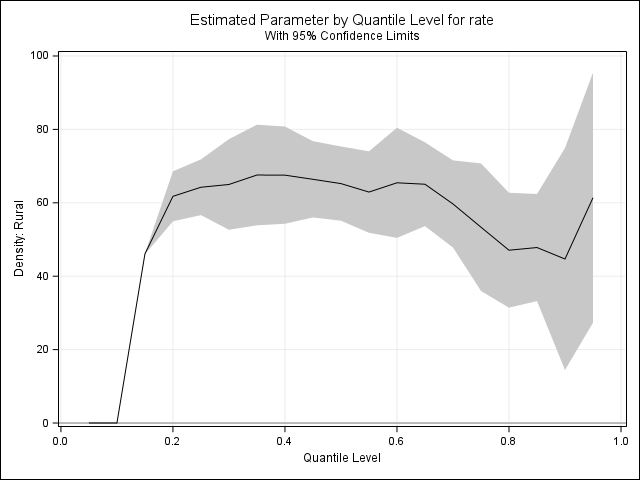 Estimated Parameter by Quantile Level for rate
With 95% Confidence Limits
100
80
60
40
20
0
Density: Rural
0.0 0.2 0.4 0.6 0.8 1.0
Quantile Level